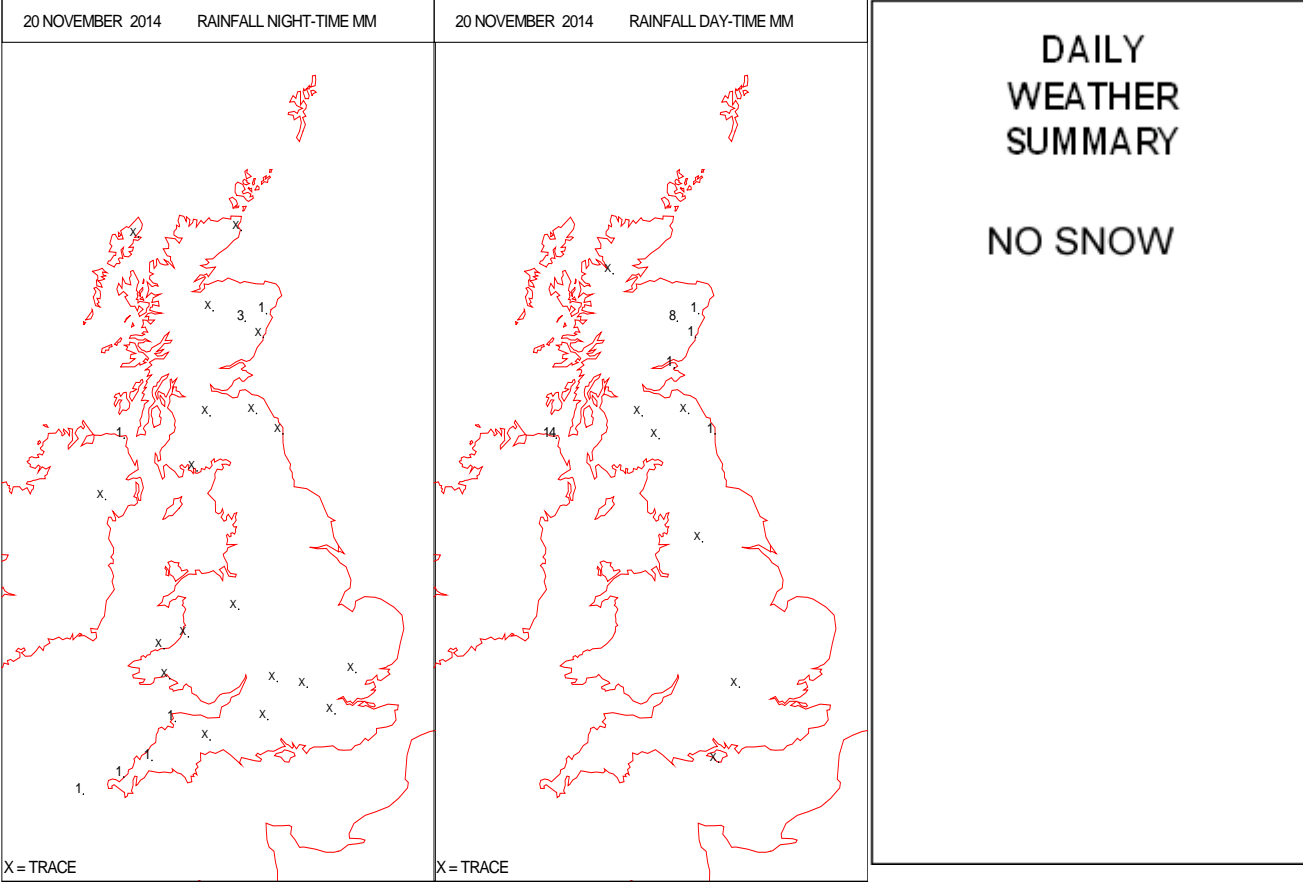 20 NOVEMBER 2014 RAINFALL NIGHT-TIME MM
X.
X.
X.
3.
1.
X.
X.
X.
X.
1.
X.
X.
X.
X.
X.
X.
X.
X.
X.
1.
X.
X.
X.
1.
1.
1.
X = TRACE
20 NOVEMBER 2014 RAINFALL DAY-TIME MM
X.
1.
8.
1.
1.
X.
X.
X.
1.
14.
X.
X.
X.
X = TRACE
DAILY
WEATHER
SUMMARY
NO SNOW